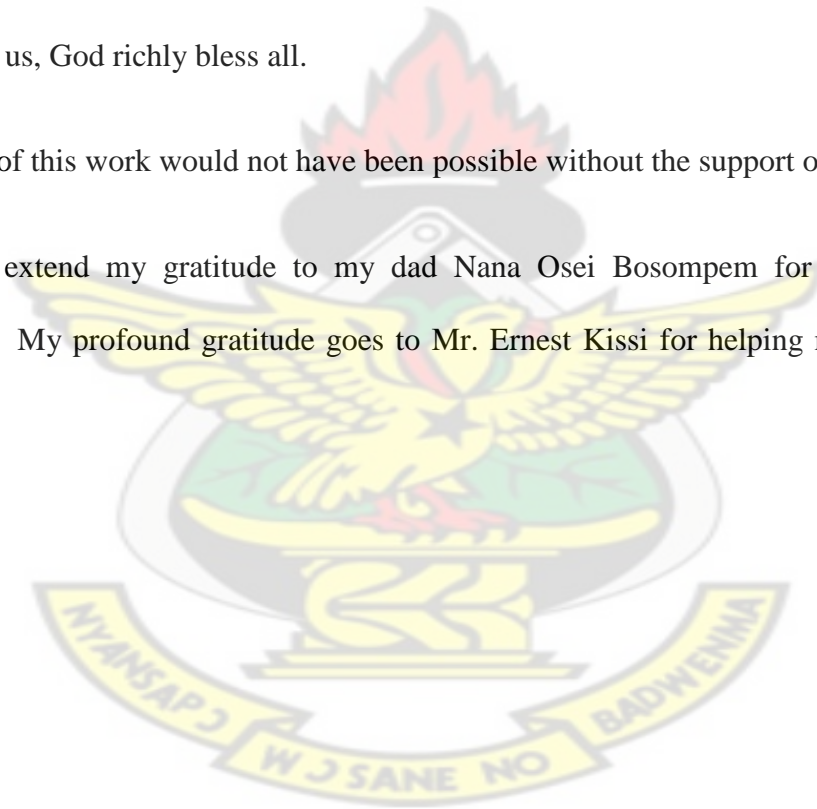 us, God richly bless all.
of this work would not have been possible without the support o
extend my gratitude to my dad Nana Osei Bosompem for
My profound gratitude goes to Mr. Ernest Kissi for helping
NYANSAPƆ WƆSANE NO BADWENMA